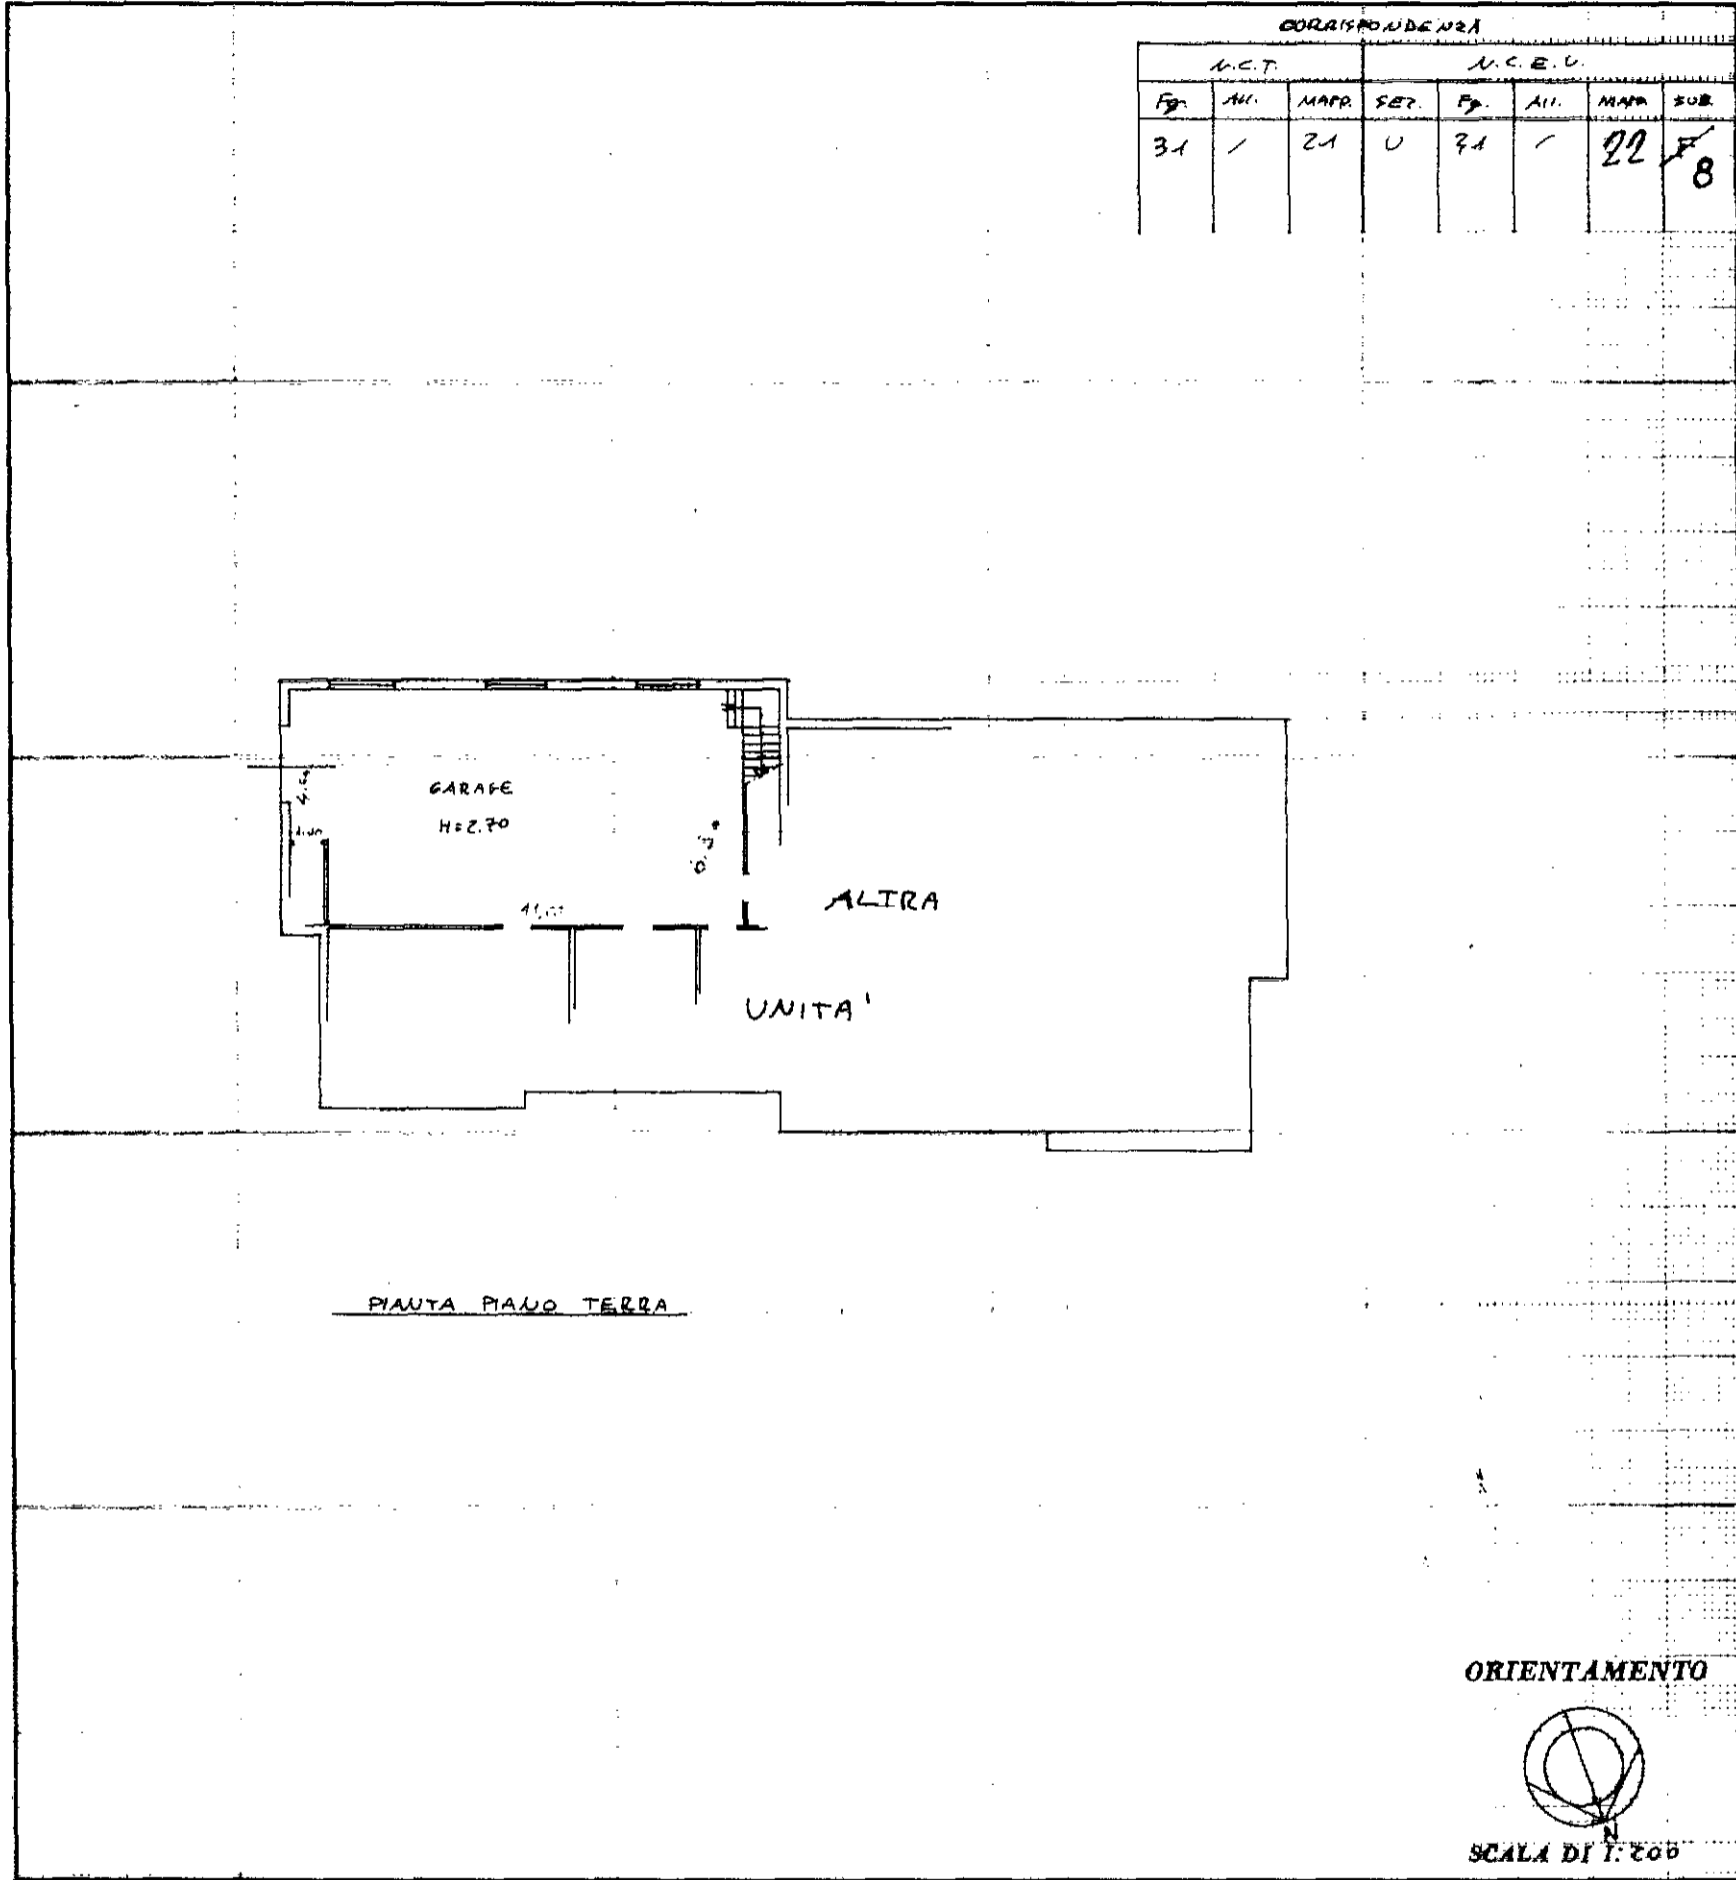 CORRISPONDENZA
N.C.T. N.C.E.U.
Fg. All. MAPP. SEZ. Fg. All. MAPP SUB
31 / 21 U 31 / 22 7 8
GARAGE
H=2.70
ALTRA
UNITA'
PIANTA PIANO TERRA
ORIENTAMENTO
N
SCALA DI 1:200